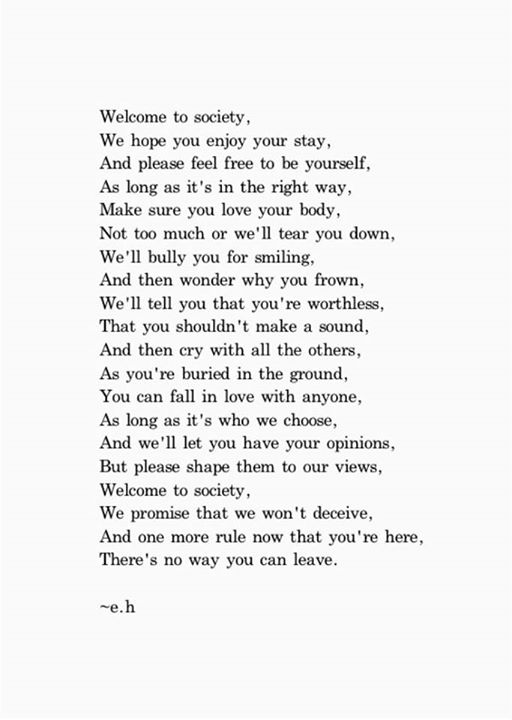 Welcome to society,
We hope you enjoy your stay,
And please feel free to be yourself,
As long as it's in the right way,
Make sure you love your body,
Not too much or we'll tear you down,
We'll bully you for smiling,
And then wonder why you frown,
We'll tell you that you're worthless,
That you shouldn't make a sound,
And then cry with all the others,
As you're buried in the ground,
You can fall in love with anyone,
As long as it's who we choose,
And we'll let you have your opinions,
But please shape them to our views,
Welcome to society,
We promise that we won't deceive,
And one more rule now that you're here,
There's no way you can leave.
~e.h